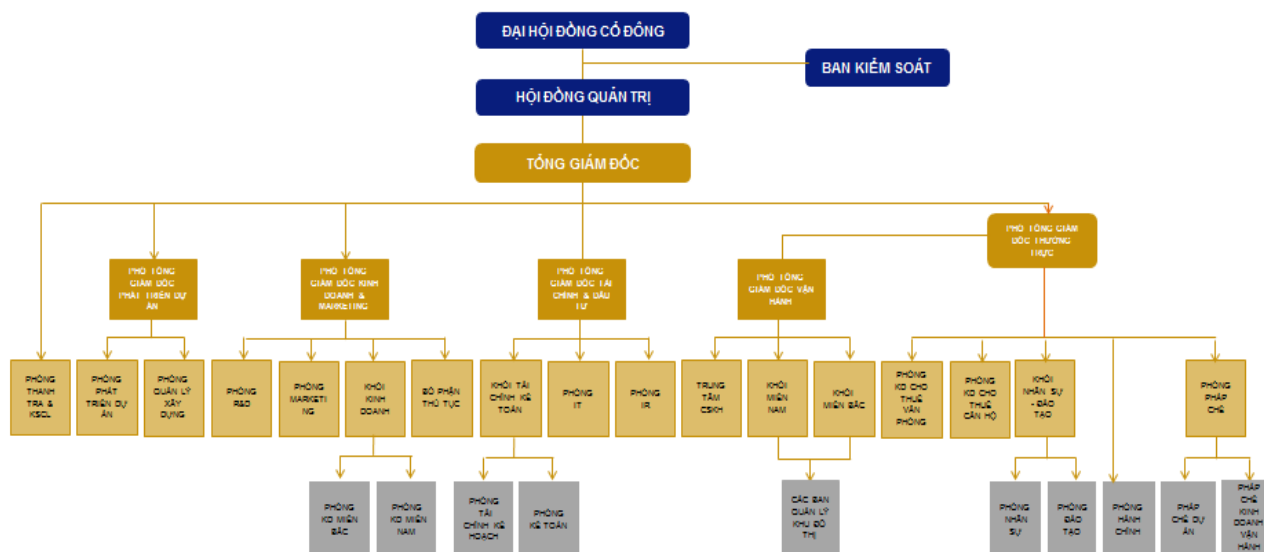 ĐẠI HỘI ĐỒNG CỔ ĐÔNG
BAN KIỂM SOÁT
HỘI ĐỒNG QUẢN TRỊ
TỔNG GIÁM ĐỐC
PHÓ TỔNG GIÁM
ĐỐC THƯỜNG
TRỰC
PHÓ TỔNG
GIÁM ĐỐC
PHÁT TRIỂN DỰ
ÁN
PHÓ TỔNG
GIÁM ĐỐC KINH
DOANH &
MARKETING
PHÓ TỔNG
GIÁM ĐỐC TÀI
CHÍNH & ĐẦU
TƯ
PHÓ TỔNG
GIÁM ĐỐC VẬN
HÀNH
PHÒNG
THANH
TRA &
KSCL
PHÒNG
PHÁT
TRIỂN DỰ
ÁN
PHÒNG
QUẢN LÝ
XÂY
DỰNG
PHÒNG
R&D
PHÒNG
MARKETI
NG
KHỐI
KINH
DOANH
BỘ PHẬN
THỦ TỤC
KHỐI TÀI
CHÍNH KẾ
TOÁN
PHÒNG
IT
PHÒNG
IR
TRUNG
TÂM
CSKH
KHỐI
MIỀN
NAM
KHỐI
MIỀN BẮC
PHÒNG
KD CHO
THUÊ
VĂN
PHÒNG
PHÒNG
KD CHO
THUÊ
CĂN HỘ
KHỐI
NHÂN SỰ
- ĐÀO
TẠO
PHÒNG
PHÁP
CHẾ
PHÒNG
KD MIỀN
BẮC
PHÒNG
KD MIỀN
NAM
PHÒNG
TÀI
CHÍNH KẾ
HOẠCH
PHÒNG
KẾ TOÁN
CÁC BAN
QUẢN LÝ
KHU ĐÔ
THỊ
PHÒNG
NHÂN
SỰ
PHÒNG
ĐÀO
TẠO
PHÒNG
HÀNH
CHÍNH
PHÁP
CHẾ DỰ
ÁN
PHÁP
CHẾ KINH
DOANH
VẬN
HÀNH